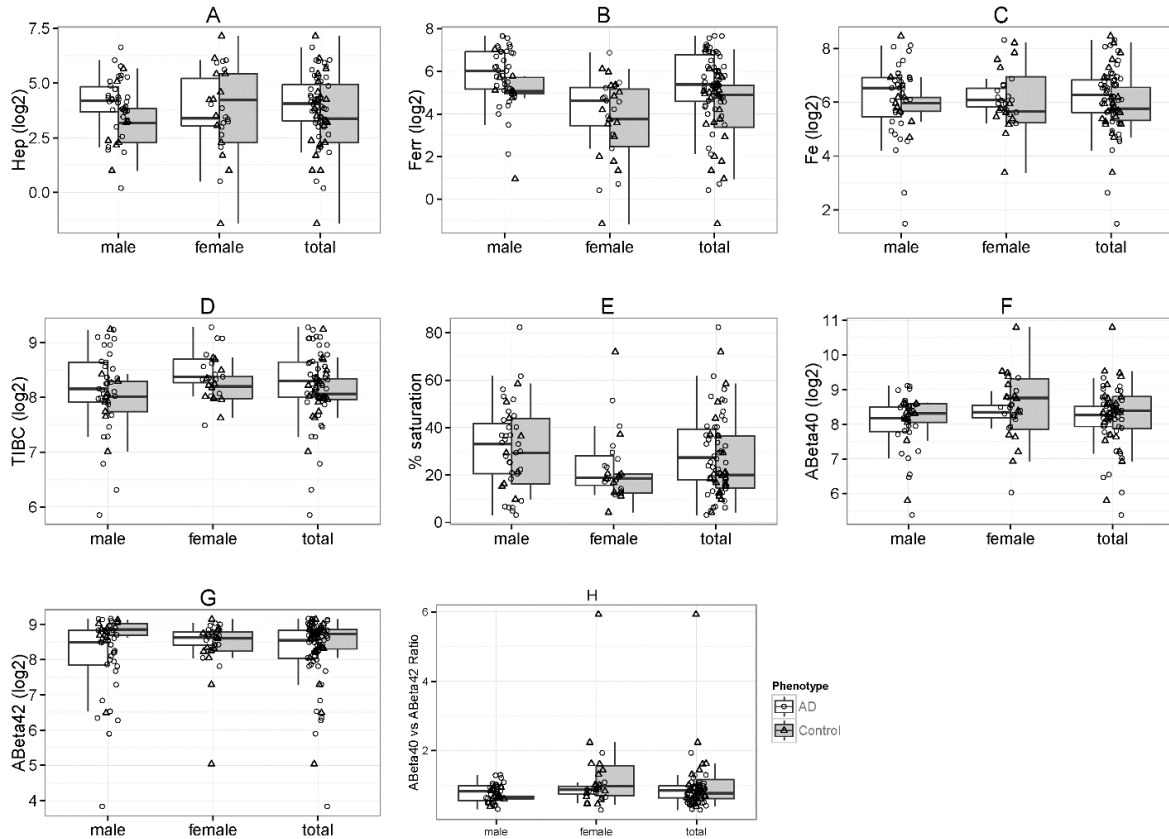 A
Hep (log2)
7.5
5.0
2.5
0.0
male female total
B
Ferr (log2)
8
6
4
2
0
male female total
C
Fe (log2)
8
6
4
2
male female total
D
TIBC (log2)
9
8
7
6
male female total
E
% saturation
80
60
40
20
0
male female total
F
ABeta40 (log2)
11
10
9
8
7
6
male female total
G
ABeta42 (log2)
9
8
7
6
5
4
male female total
H
ABeta40 vs ABeta42 Ratio
6
4
2
0
male female total
Phenotype
AD
Control